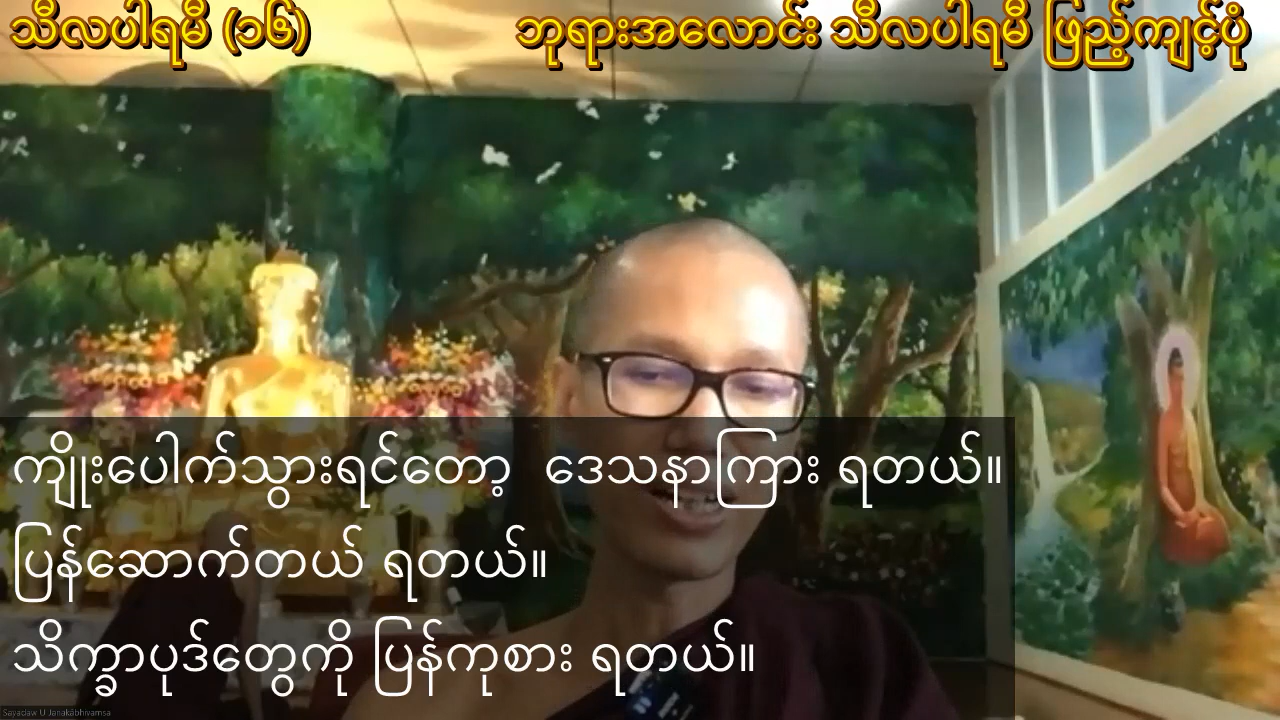 သီလပါရမီ (၁၆)
ဘုရားအလောင်း သီလပါရမီ ဖြည့်ကျင့်ပုံ
ကျိုးပေါက်သွားရင်တော့ ဒေသနာကြား ရတယ်။
ပြန်ဆောက်တယ် ရတယ်။
သိက္ခာပုဒ်တွေကို ပြန်ကုစား ရတယ်။
Sayadaw U Janakābhivamsa